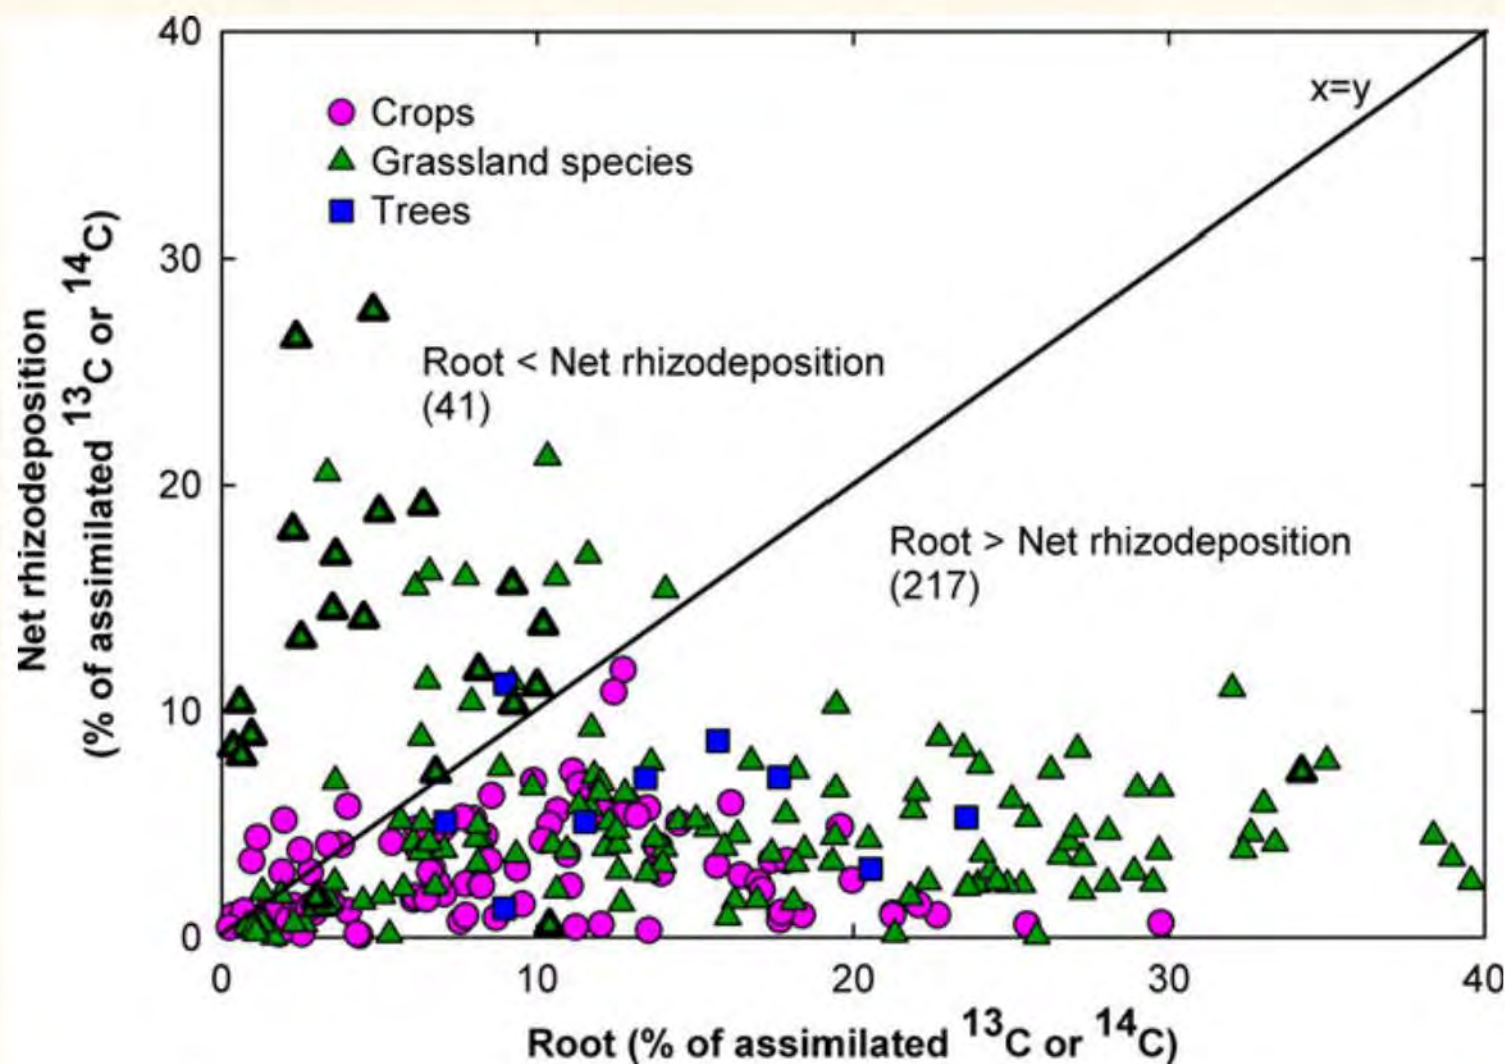 40
x=y
Crops
Grassland species
Trees
30
Root < Net rhizodeposition
(41)
20
Root > Net rhizodeposition
(217)
10
0
0 10 20 30 40
Net rhizodeposition
(% of assimilated ¹³C or ¹⁴C)
Root (% of assimilated ¹³C or ¹⁴C)